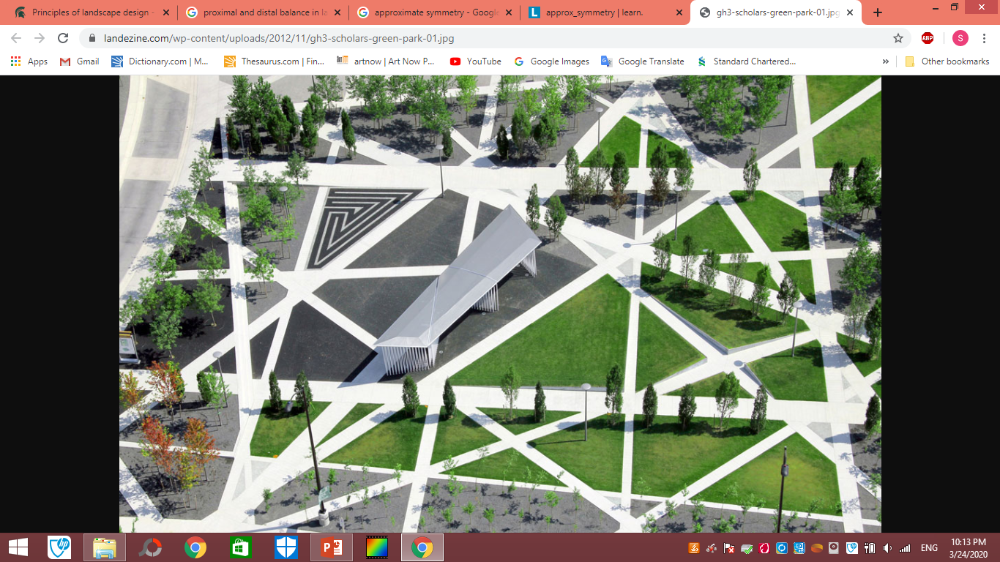 Principles of landscape design -
proximal and distal balance in la
approximate symmetry - Google
approx_symmetry | learn.
gh3-scholars-green-park-01.jpg
landezine.com/wp-content/uploads/2012/11/gh3-scholars-green-park-01.jpg
ABP
S
Apps
Gmail
Dictionary.com | M...
Thesaurus.com | Fin...
artnow | Art Now P...
YouTube
Google Images
Google Translate
Standard Chartered...
»
Other bookmarks
ENG
10:13 PM
3/24/2020